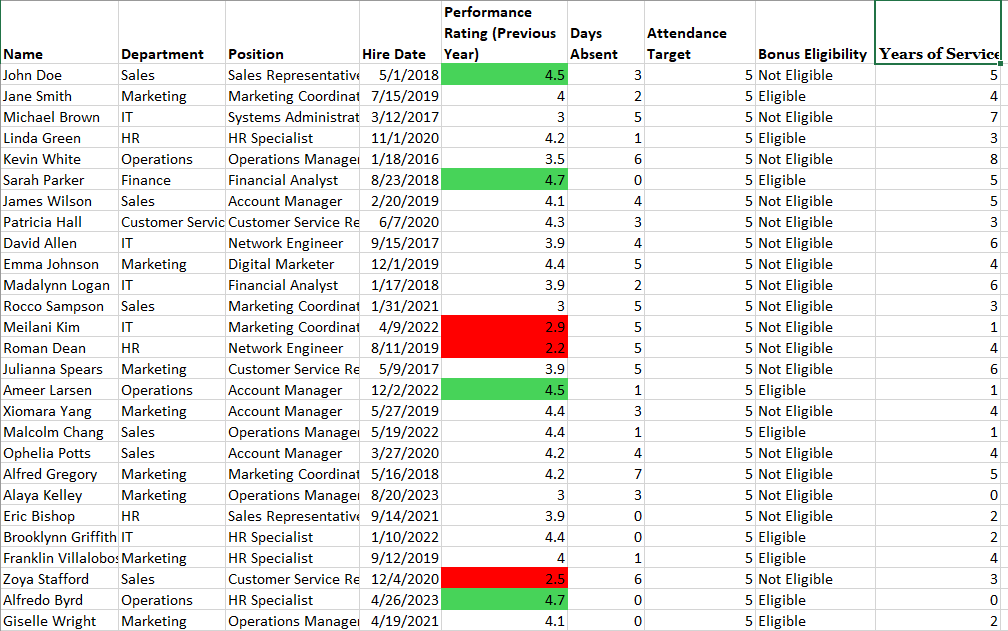 Name Department Position Hire Date Performance Rating (Previous Year) Days Absent Attendance Target Bonus Eligibility Years of Service
John Doe Sales Sales Representative 5/1/2018 4.5 3 5 Not Eligible 5
Jane Smith Marketing Marketing Coordinat 7/15/2019 4 2 5 Eligible 4
Michael Brown IT Systems Administrat 3/12/2017 3 5 5 Not Eligible 7
Linda Green HR HR Specialist 11/1/2020 4.2 1 5 Eligible 3
Kevin White Operations Operations Manager 1/18/2016 3.5 6 5 Not Eligible 8
Sarah Parker Finance Financial Analyst 8/23/2018 4.7 0 5 Eligible 5
James Wilson Sales Account Manager 2/20/2019 4.1 4 5 Not Eligible 5
Patricia Hall Customer Servic Customer Service Re 6/7/2020 4.3 3 5 Not Eligible 3
David Allen IT Network Engineer 9/15/2017 3.9 4 5 Not Eligible 6
Emma Johnson Marketing Digital Marketer 12/1/2019 4.4 5 5 Not Eligible 4
Madalynn Logan IT Financial Analyst 1/17/2018 3.9 2 5 Not Eligible 6
Rocco Sampson Sales Marketing Coordinat 1/31/2021 3 5 5 Not Eligible 3
Meilani Kim IT Marketing Coordinat 4/9/2022 2.9 5 5 Not Eligible 1
Roman Dean HR Network Engineer 8/11/2019 2.2 5 5 Not Eligible 4
Julianna Spears Marketing Customer Service Re 5/9/2017 3.9 5 5 Not Eligible 6
Ameer Larsen Operations Account Manager 12/2/2022 4.5 1 5 Eligible 1
Xiomara Yang Marketing Account Manager 5/27/2019 4.4 3 5 Not Eligible 4
Malcolm Chang Sales Operations Manager 5/19/2022 4.4 1 5 Eligible 1
Ophelia Potts Sales Account Manager 3/27/2020 4.2 4 5 Not Eligible 4
Alfred Gregory Marketing Marketing Coordinat 5/16/2018 4.2 7 5 Not Eligible 5
Alaya Kelley Marketing Operations Manager 8/20/2023 3 3 5 Not Eligible 0
Eric Bishop HR Sales Representative 9/14/2021 3.9 0 5 Not Eligible 2
Brooklynn Griffith IT HR Specialist 1/10/2022 4.4 0 5 Eligible 2
Franklin Villalobos Marketing HR Specialist 9/12/2019 4 1 5 Eligible 4
Zoya Stafford Sales Customer Service Re 12/4/2020 2.5 6 5 Not Eligible 3
Alfredo Byrd Operations HR Specialist 4/26/2023 4.7 0 5 Eligible 0
Giselle Wright Marketing Operations Manager 4/19/2021 4.1 0 5 Eligible 2